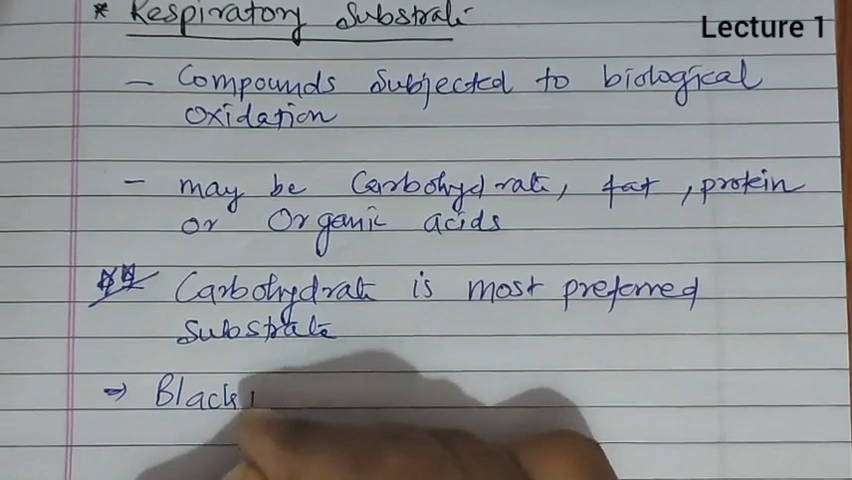 * Respiratory Substrate
Lecture 1
- Compounds Subjected to biological
oxidation
- may be Carbohydrate, fat, protein
or Organic acids
Carbohydrate is most preferred
Substrate
⇒ Black